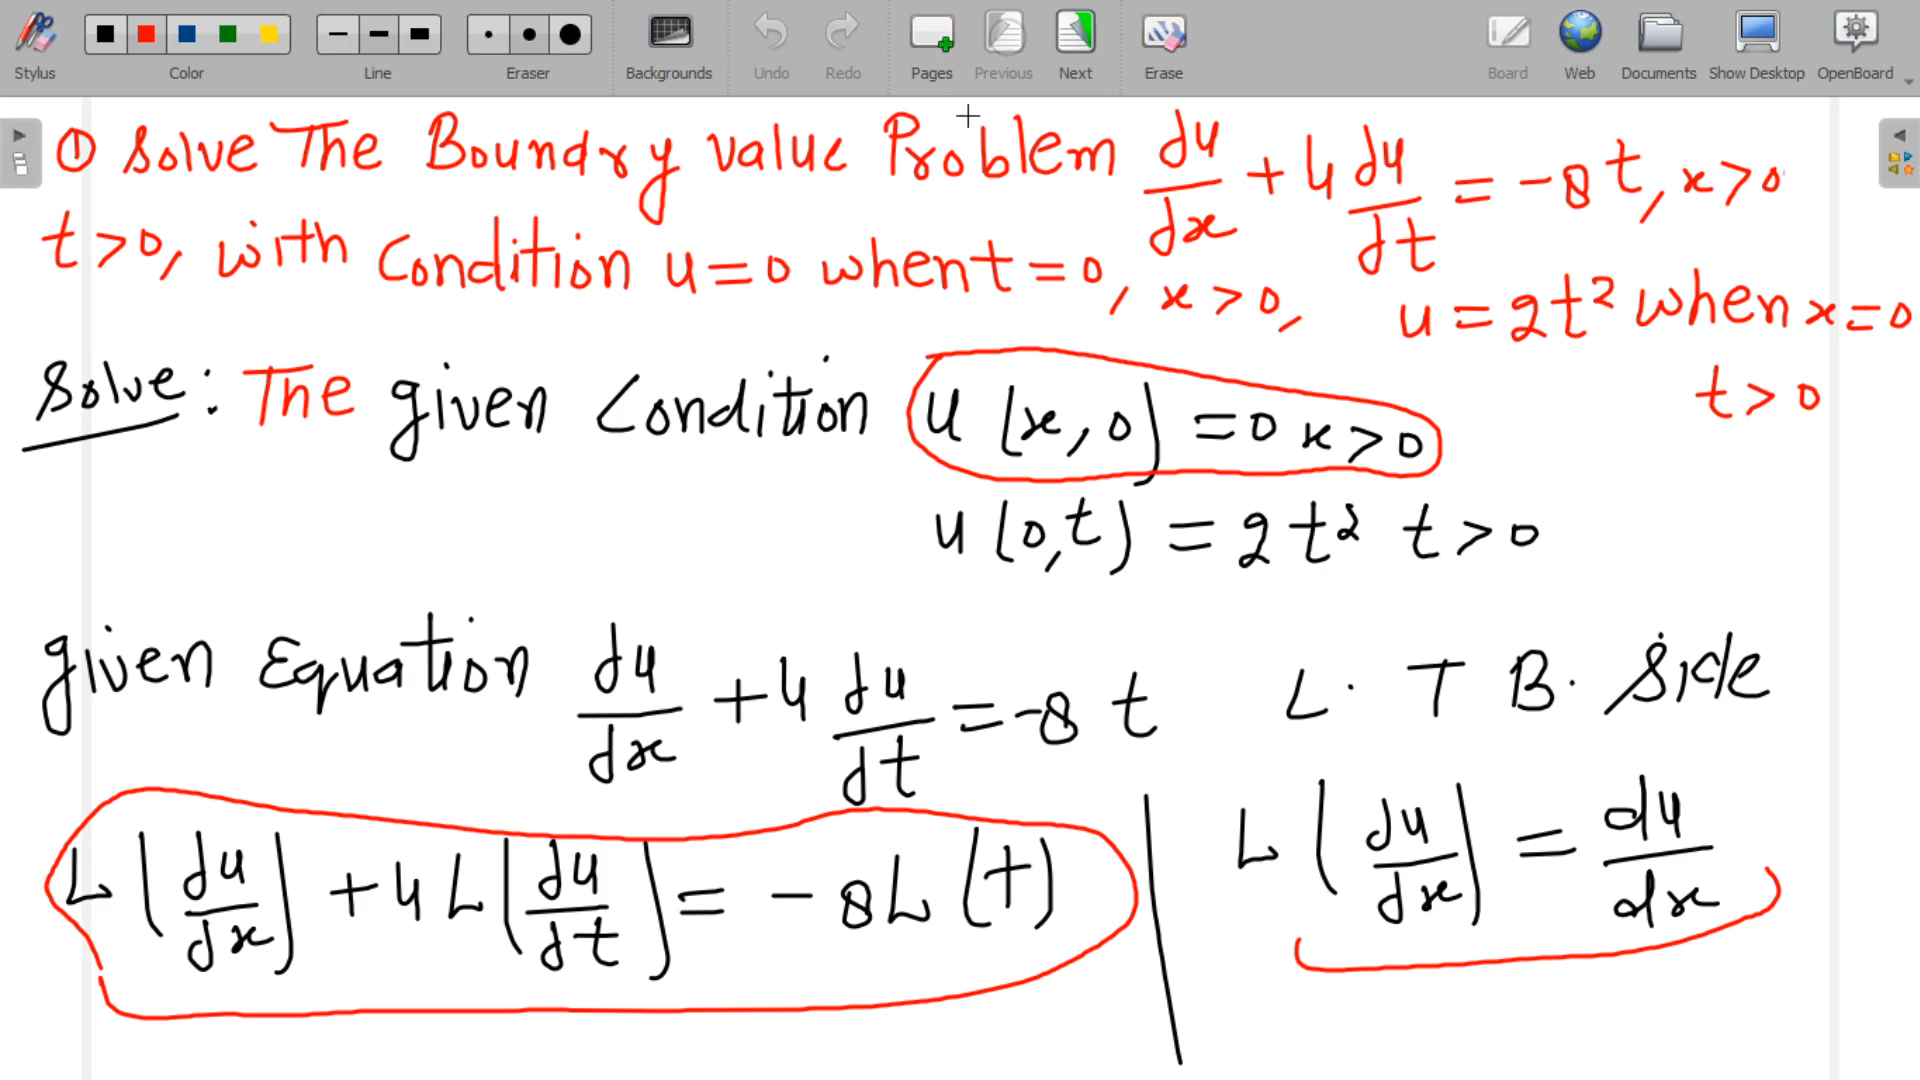 Stylus Color Line Eraser Backgrounds Undo Redo Pages Previous Next Erase Board Web Documents Show Desktop OpenBoard
① Solve The Boundry value Problem du/dx + 4 du/dt = -8t, x>0
t>0, with Condition u=0 when t=0, x>0, u=2t² when x=0
t>0
Solve: The given Condition u(x,0) =0 x>0
u(0,t) = 2t² t>0
given Equation du/dx + 4 du/dt = -8 t L. T B. Side
L(du/dx) + 4 L(du/dt) = - 8 L(t) | L(du/dx) = du/dx